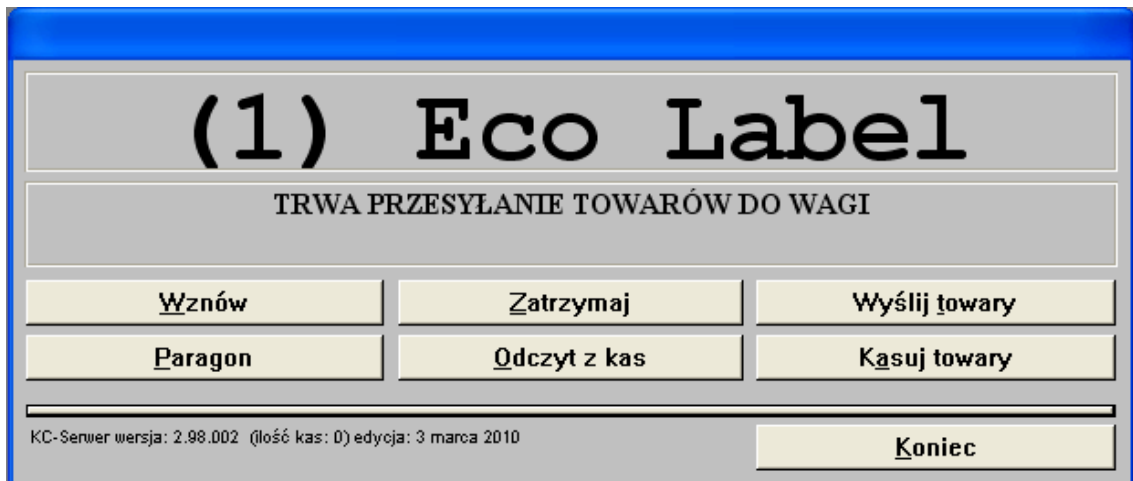 (1) Eco Label
TRWA PRZESYŁANIE TOWARÓW DO WAGI
Wznów Zatrzymaj Wyślij towary
Paragon Odczyt z kas Kasuj towary
KC-Serwer wersja: 2.98.002 (ilość kas: 0) edycja: 3 marca 2010
Koniec